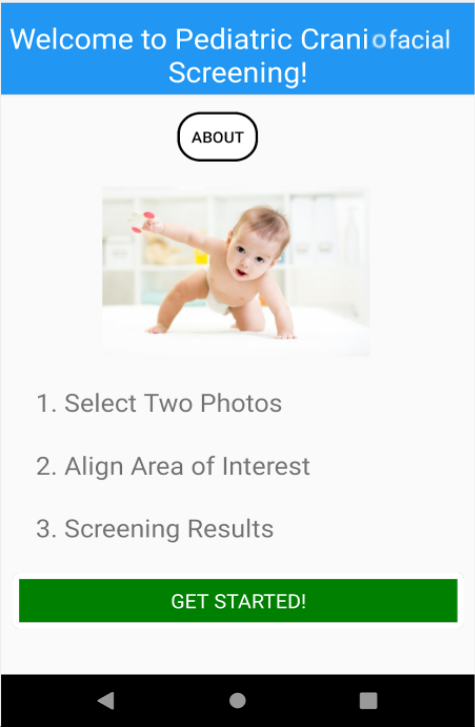 Welcome to Pediatric Craniofacial
Screening!
ABOUT
1. Select Two Photos
2. Align Area of Interest
3. Screening Results
GET STARTED!